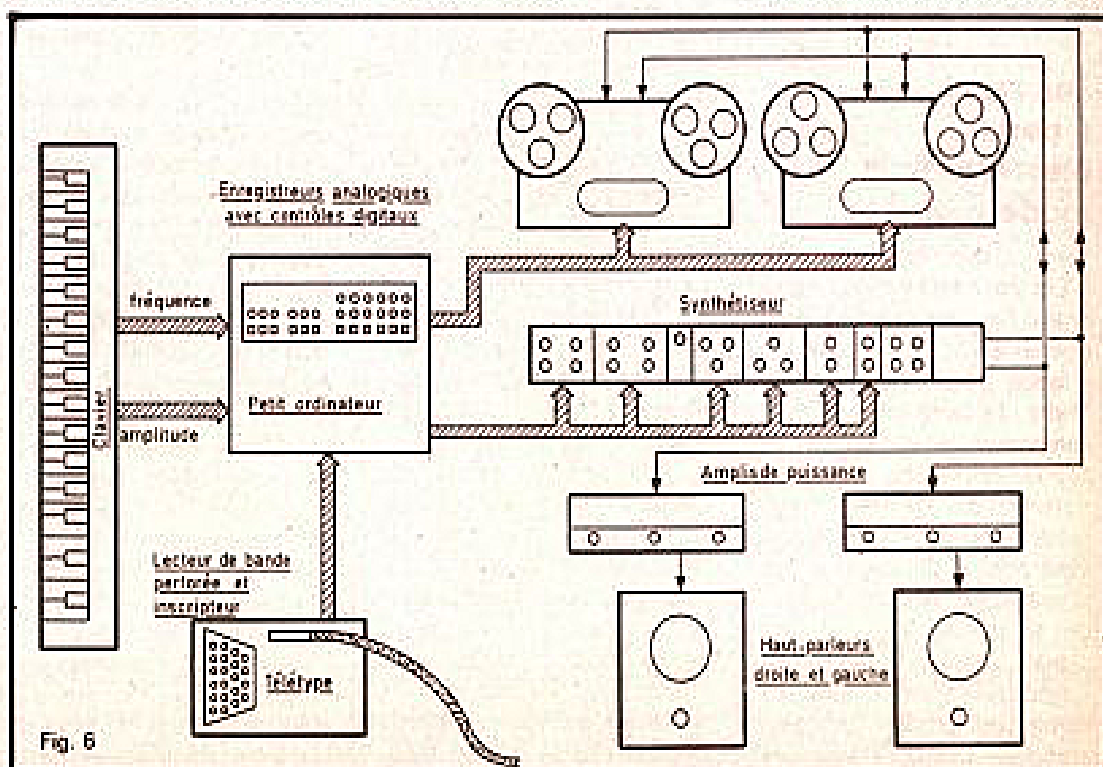 Enregistreurs analogiques
avec contrôles digitaux
fréquence
Synthétiseur
Clavier
Petit ordinateur
amplitude
Ampli de puissance
Lecteur de bande
perforée et
inscripteur
Haut-parleurs
droite et gauche
Télétype
Fig. 6